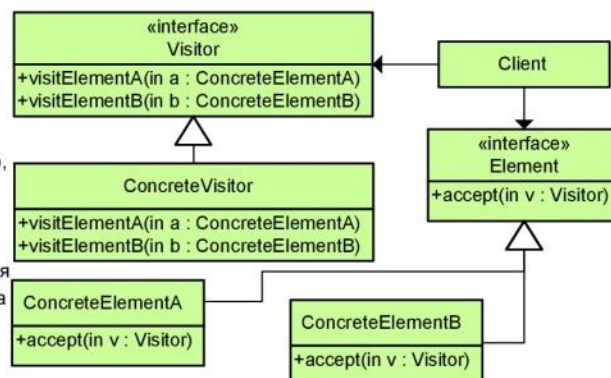 «interface»
Visitor
+visitElementA(in a : ConcreteElementA)
+visitElementB(in b : ConcreteElementB)
Client
«interface»
Element
+accept(in v : Visitor)
ConcreteVisitor
+visitElementA(in a : ConcreteElementA)
+visitElementB(in b : ConcreteElementB)
я
а
ConcreteElementA
+accept(in v : Visitor)
ConcreteElementB
+accept(in v : Visitor)